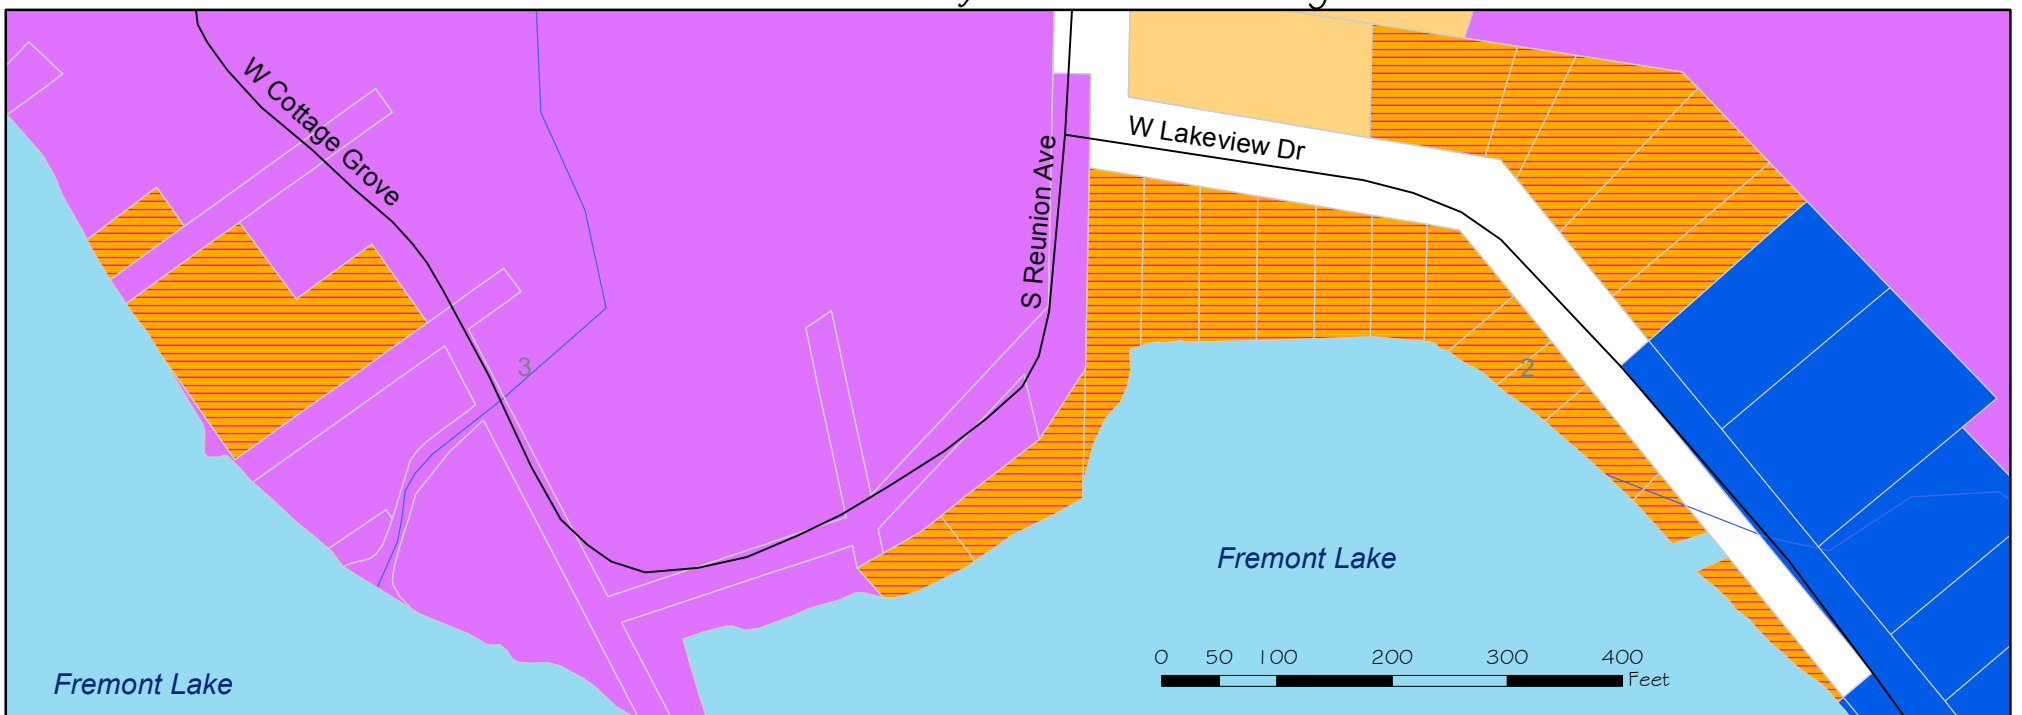 W Cottage Grove
W Lakeview Dr
S Reunion Ave
3
2
Fremont Lake
Fremont Lake
0 50 100 200 300 400
Feet